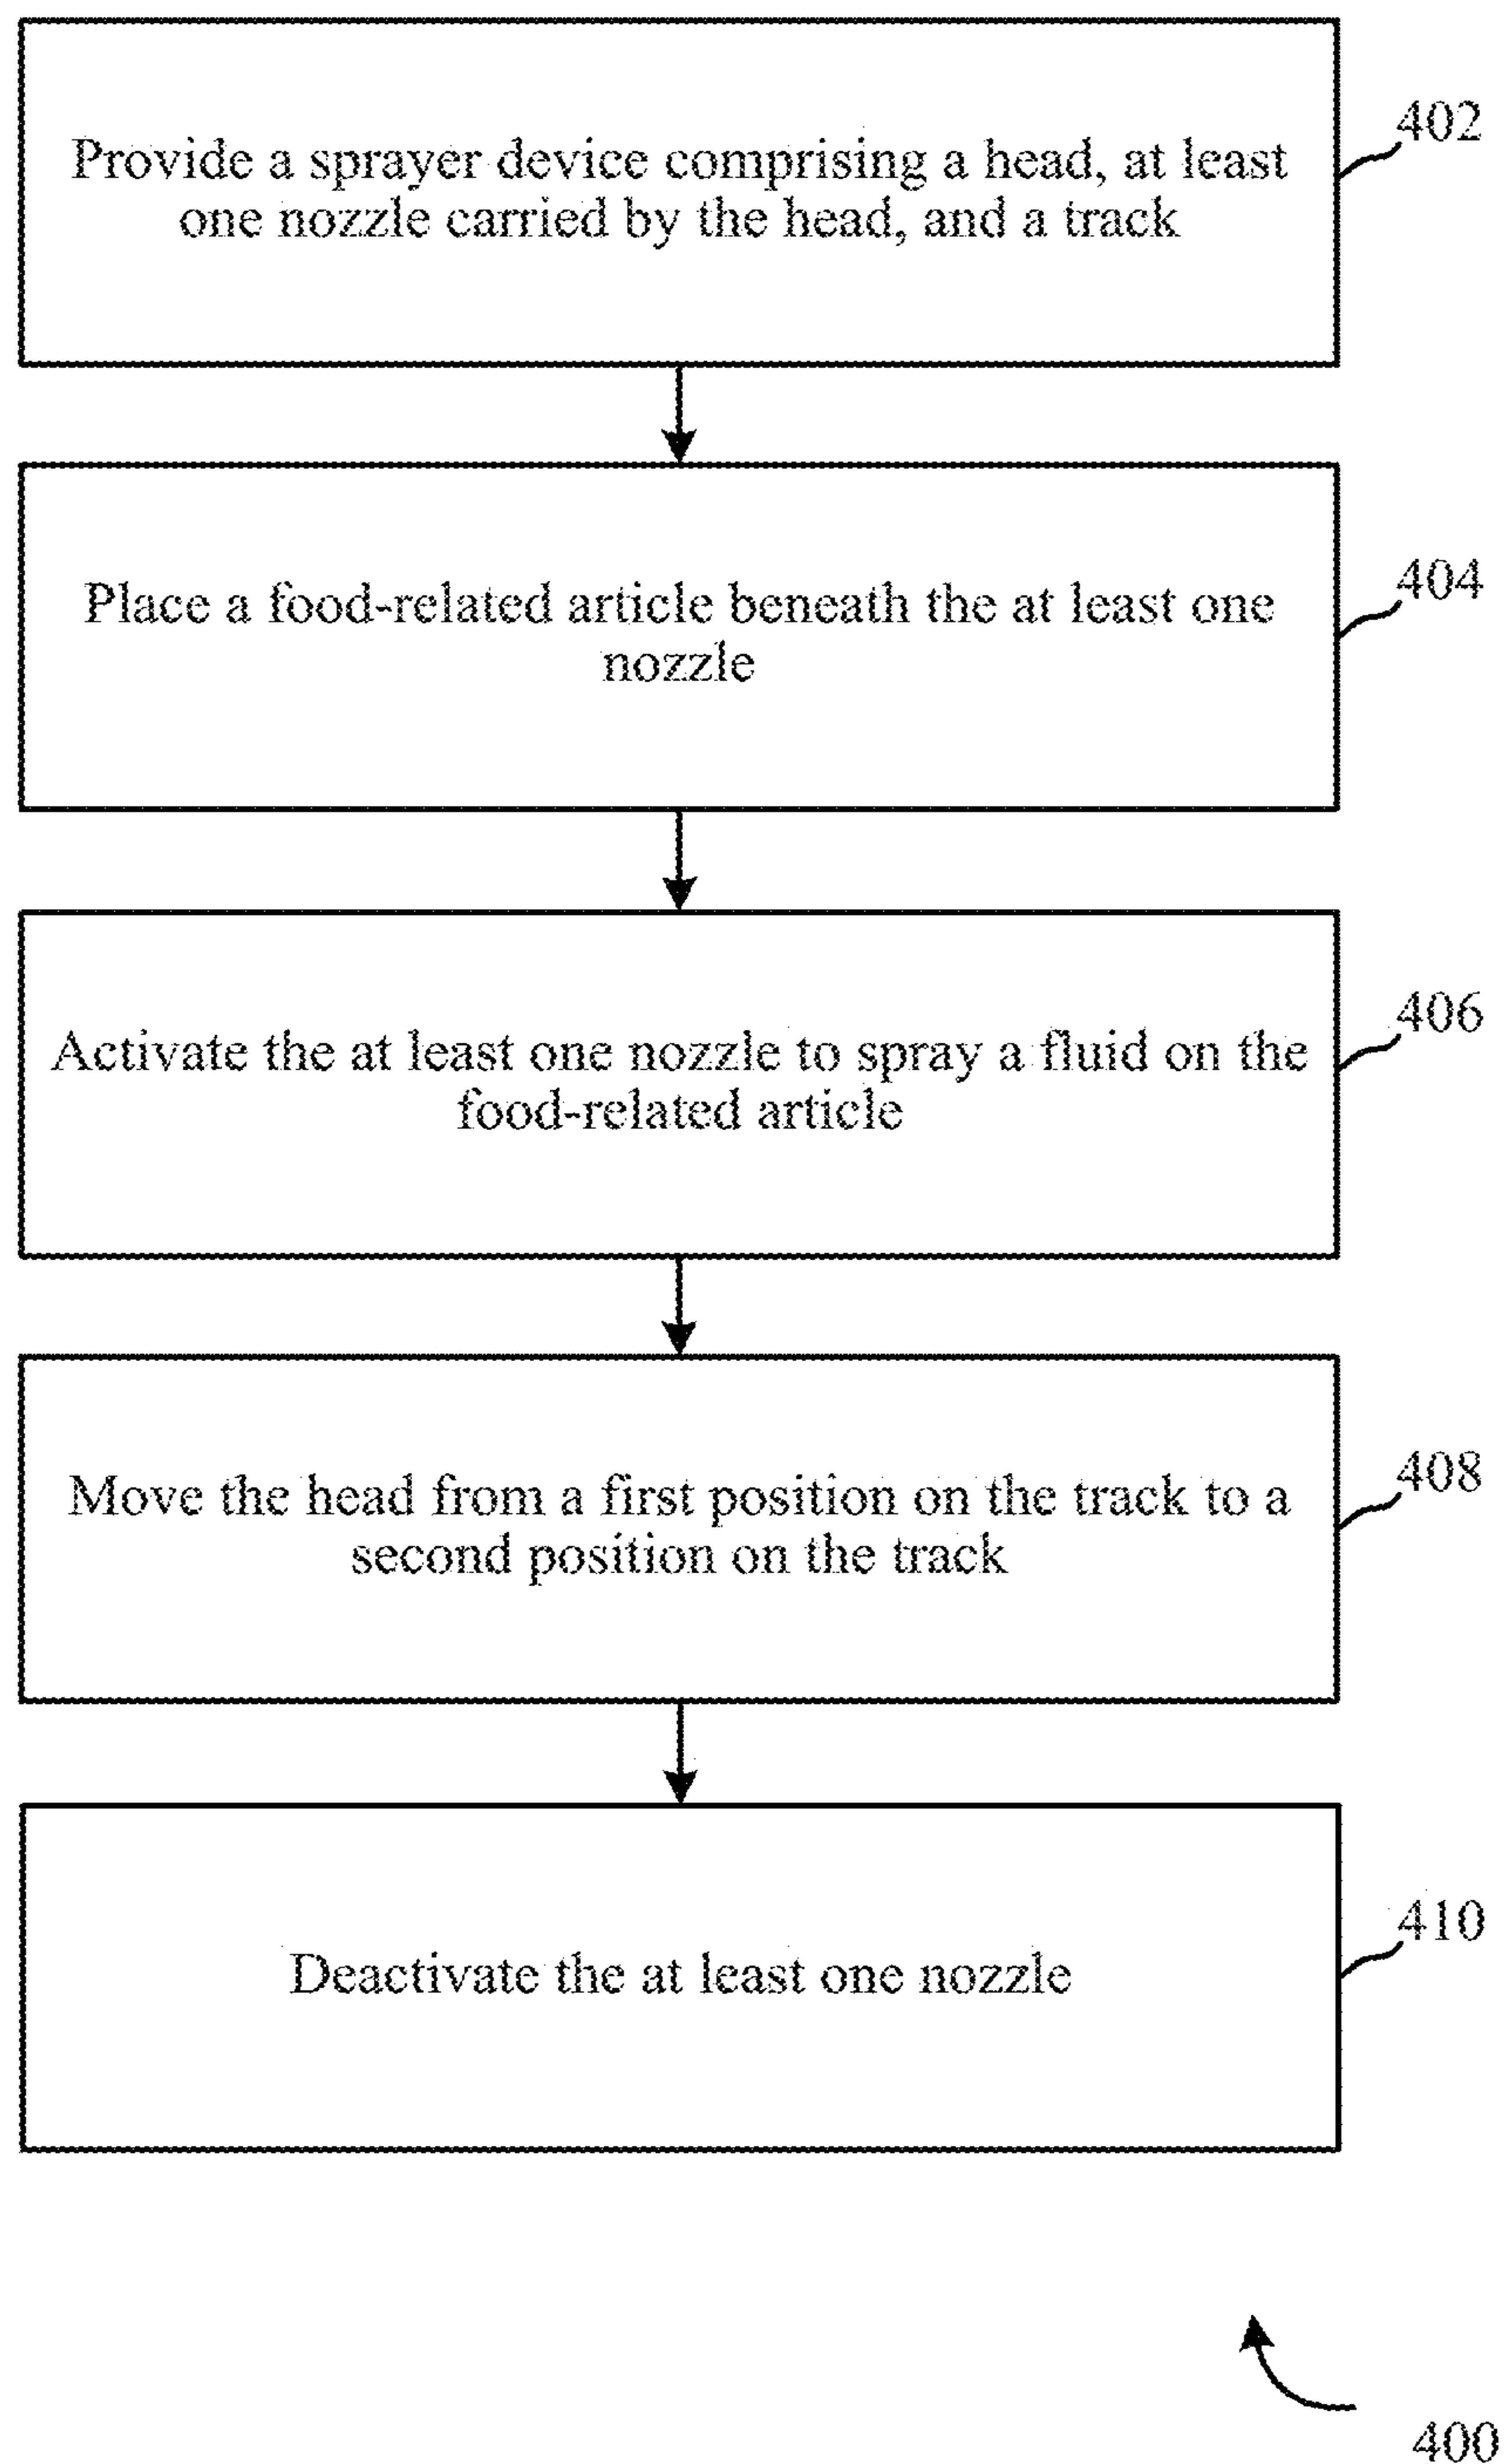 Provide a sprayer device comprising a head, at least
one nozzle carried by the head, and a track
402
Place a food-related article beneath the at least one
nozzle
404
Activate the at least one nozzle to spray a fluid on the
food-related article
406
Move the head from a first position on the track to a
second position on the track
408
Deactivate the at least one nozzle
410
400